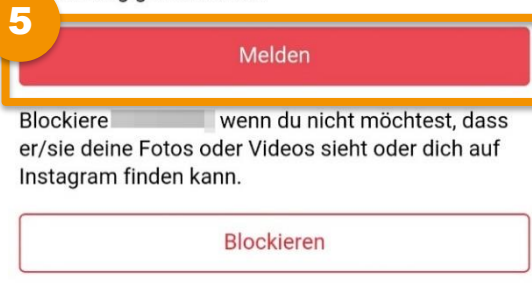 5
Melden
Blockiere wenn du nicht möchtest, dass
er/sie deine Fotos oder Videos sieht oder dich auf
Instagram finden kann.
Blockieren